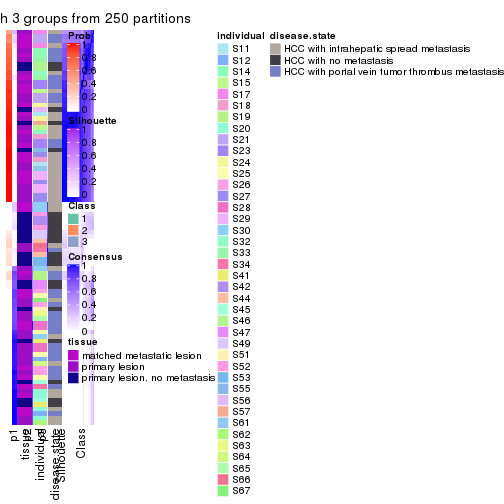 h 3 groups from 250 partitions
Prob
1
0.8
0.6
0.4
0.2
0
Silhouette
1
0.8
0.6
0.4
0.2
0
Class
1
2
3
Consensus
1
0.8
0.6
0.4
0.2
0
tissue
matched metastatic lesion
primary lesion
primary lesion. no metastasis
individual
S11
S12
S14
S15
S17
S18
S19
S20
S21
S23
S24
S25
S26
S27
S28
S29
S30
S32
S33
S34
S41
S42
S44
S45
S46
S47
S49
S51
S52
S53
S55
S56
S57
S61
S62
S63
S64
S65
S66
S67
disease.state
HCC with intrahepatic spread metastasis
HCC with no metastasis
HCC with portal vein tumor thrombus metastasis
p1
tissue
individual
disease.state
Silhouette
Class